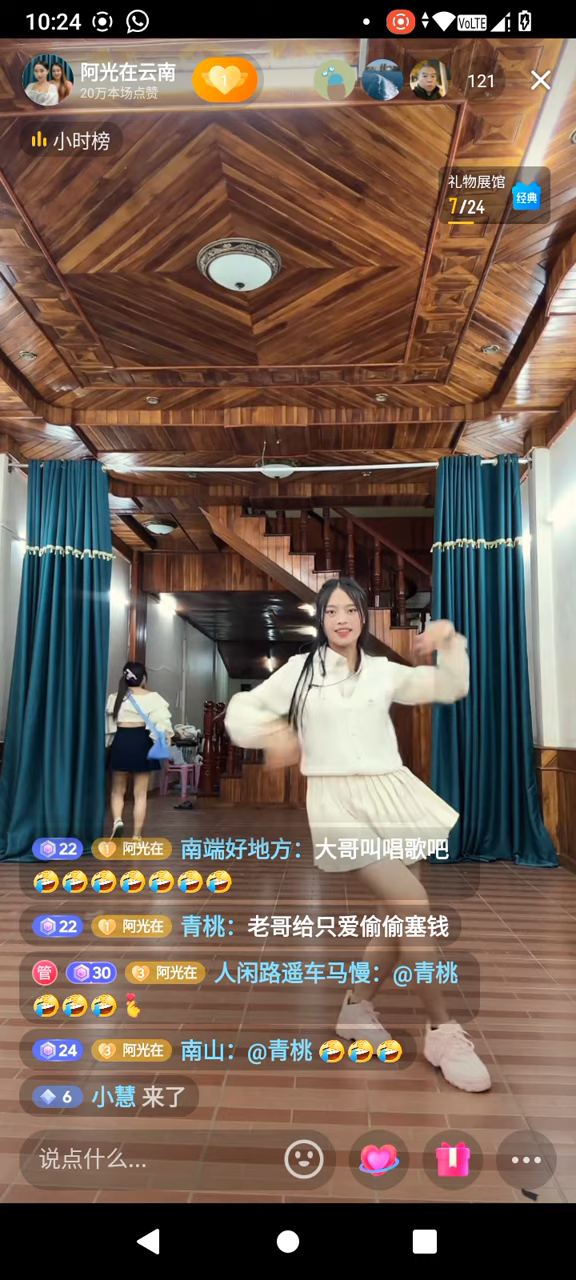 10:24
VoLTE
阿光在云南
20万本场点赞
1
121
小时榜
礼物展馆
7/24
经典
22 1 阿光在 南端好地方：大哥叫唱歌吧
🤣🤣🤣🤣🤣🤣🤣
22 1 阿光在 青桃：老哥给只爱偷偷塞钱
管 30 3 阿光在 人闲路遥车马慢：@青桃
🤣🤣🤣🫰
24 3 阿光在 南山：@青桃 🤣🤣🤣
6 小慧 来了
说点什么...